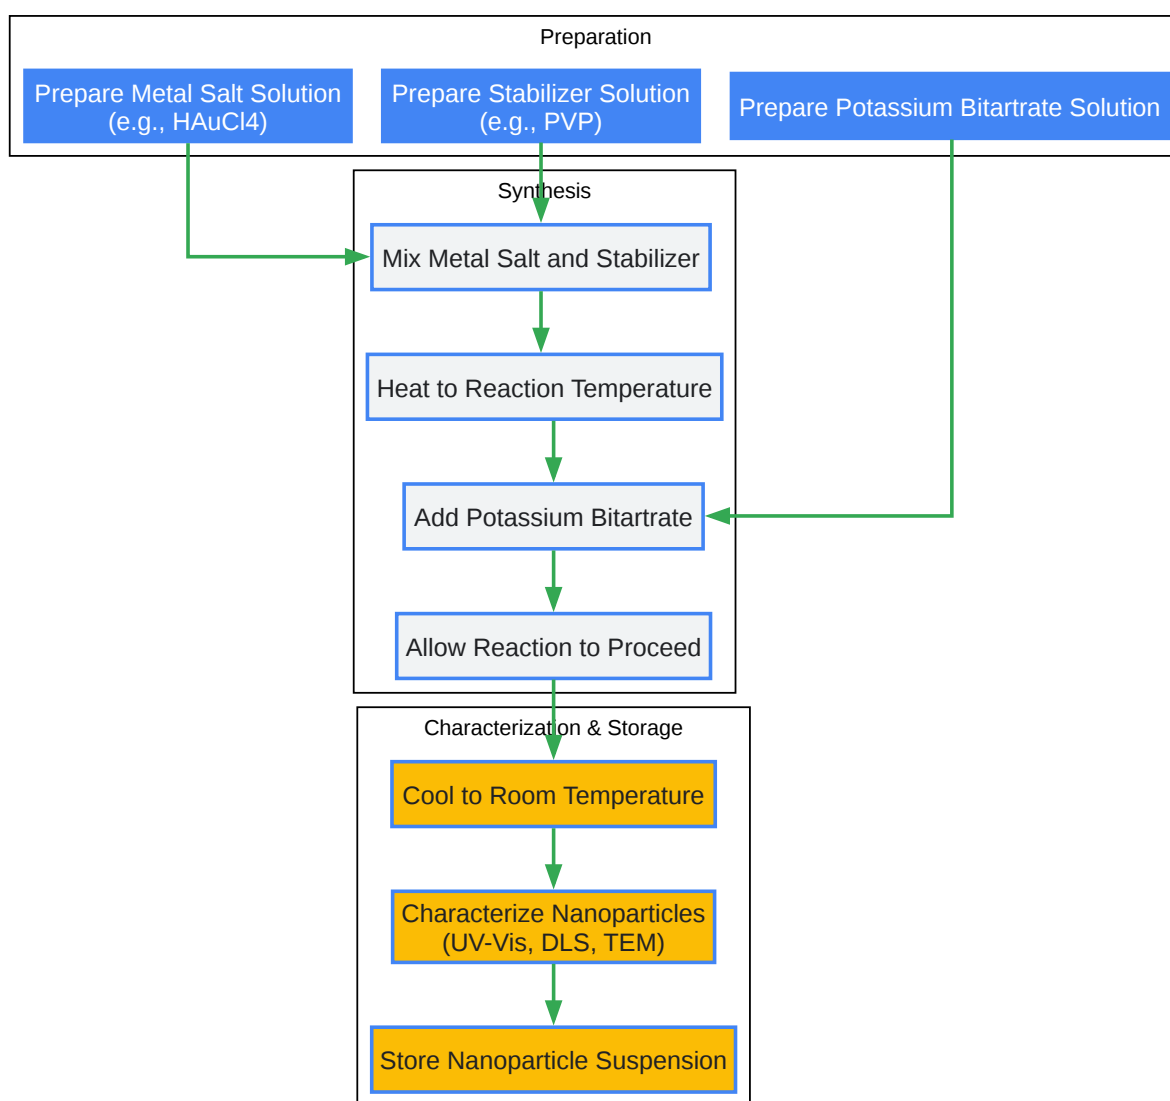 Preparation
Prepare Metal Salt Solution
(e.g., HAuCl4)
Prepare Stabilizer Solution
(e.g., PVP)
Prepare Potassium Bitartrate Solution
Synthesis
Mix Metal Salt and Stabilizer
Heat to Reaction Temperature
Add Potassium Bitartrate
Allow Reaction to Proceed
Characterization & Storage
Cool to Room Temperature
Characterize Nanoparticles
(UV-Vis, DLS, TEM)
Store Nanoparticle Suspension